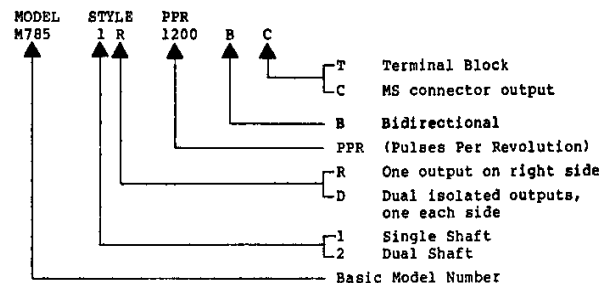 MODEL STYLE PPR
M785 1 R 1200 B C
T Terminal Block
C MS connector output
B Bidirectional
PPR (Pulses Per Revolution)
R One output on right side
D Dual isolated outputs,
one each side
1 Single Shaft
2 Dual Shaft
Basic Model Number